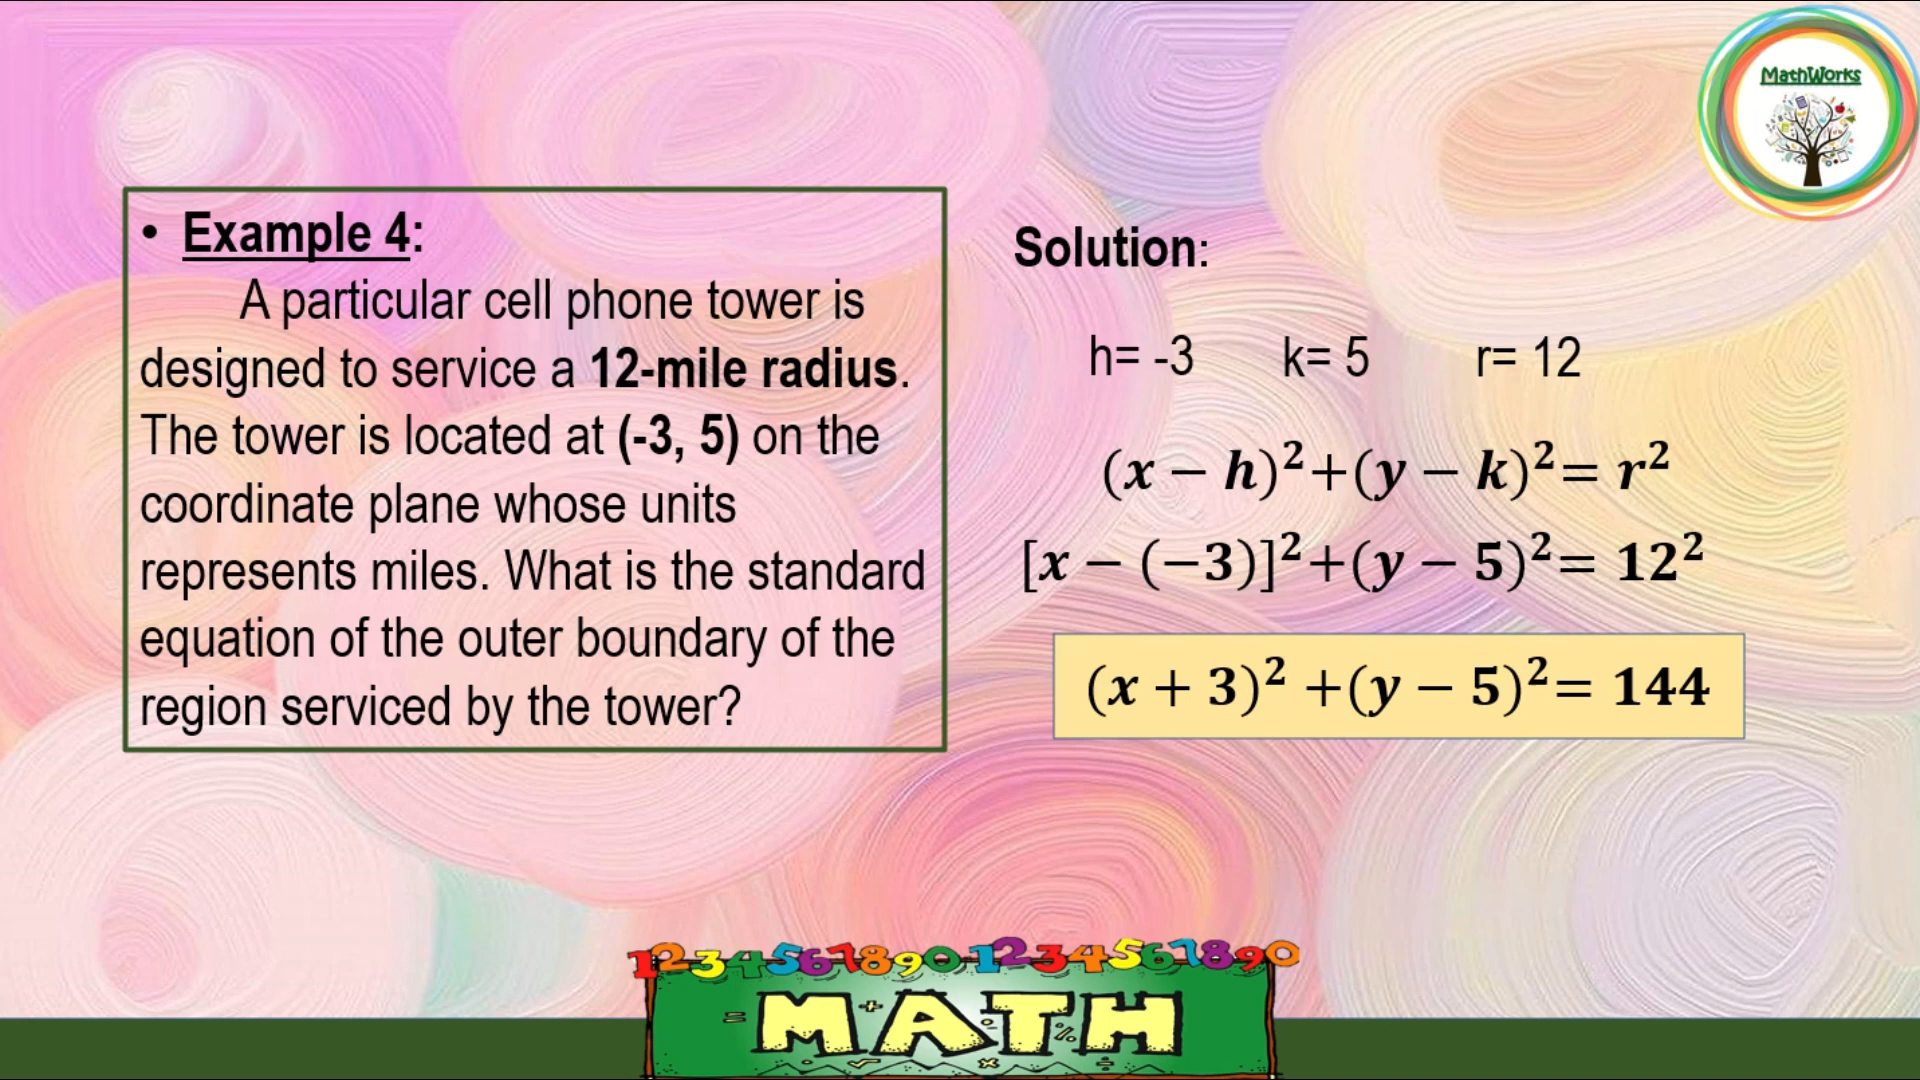 MathWorks
• Example 4:
A particular cell phone tower is
designed to service a 12-mile radius.
The tower is located at (-3, 5) on the
coordinate plane whose units
represents miles. What is the standard
equation of the outer boundary of the
region serviced by the tower?
Solution:
h= -3 k= 5 r= 12
(x − h)²+(y − k)²= r²
[x − (−3)]²+(y − 5)²= 12²
(x + 3)² +(y − 5)²= 144
12345678901234567890
MATH